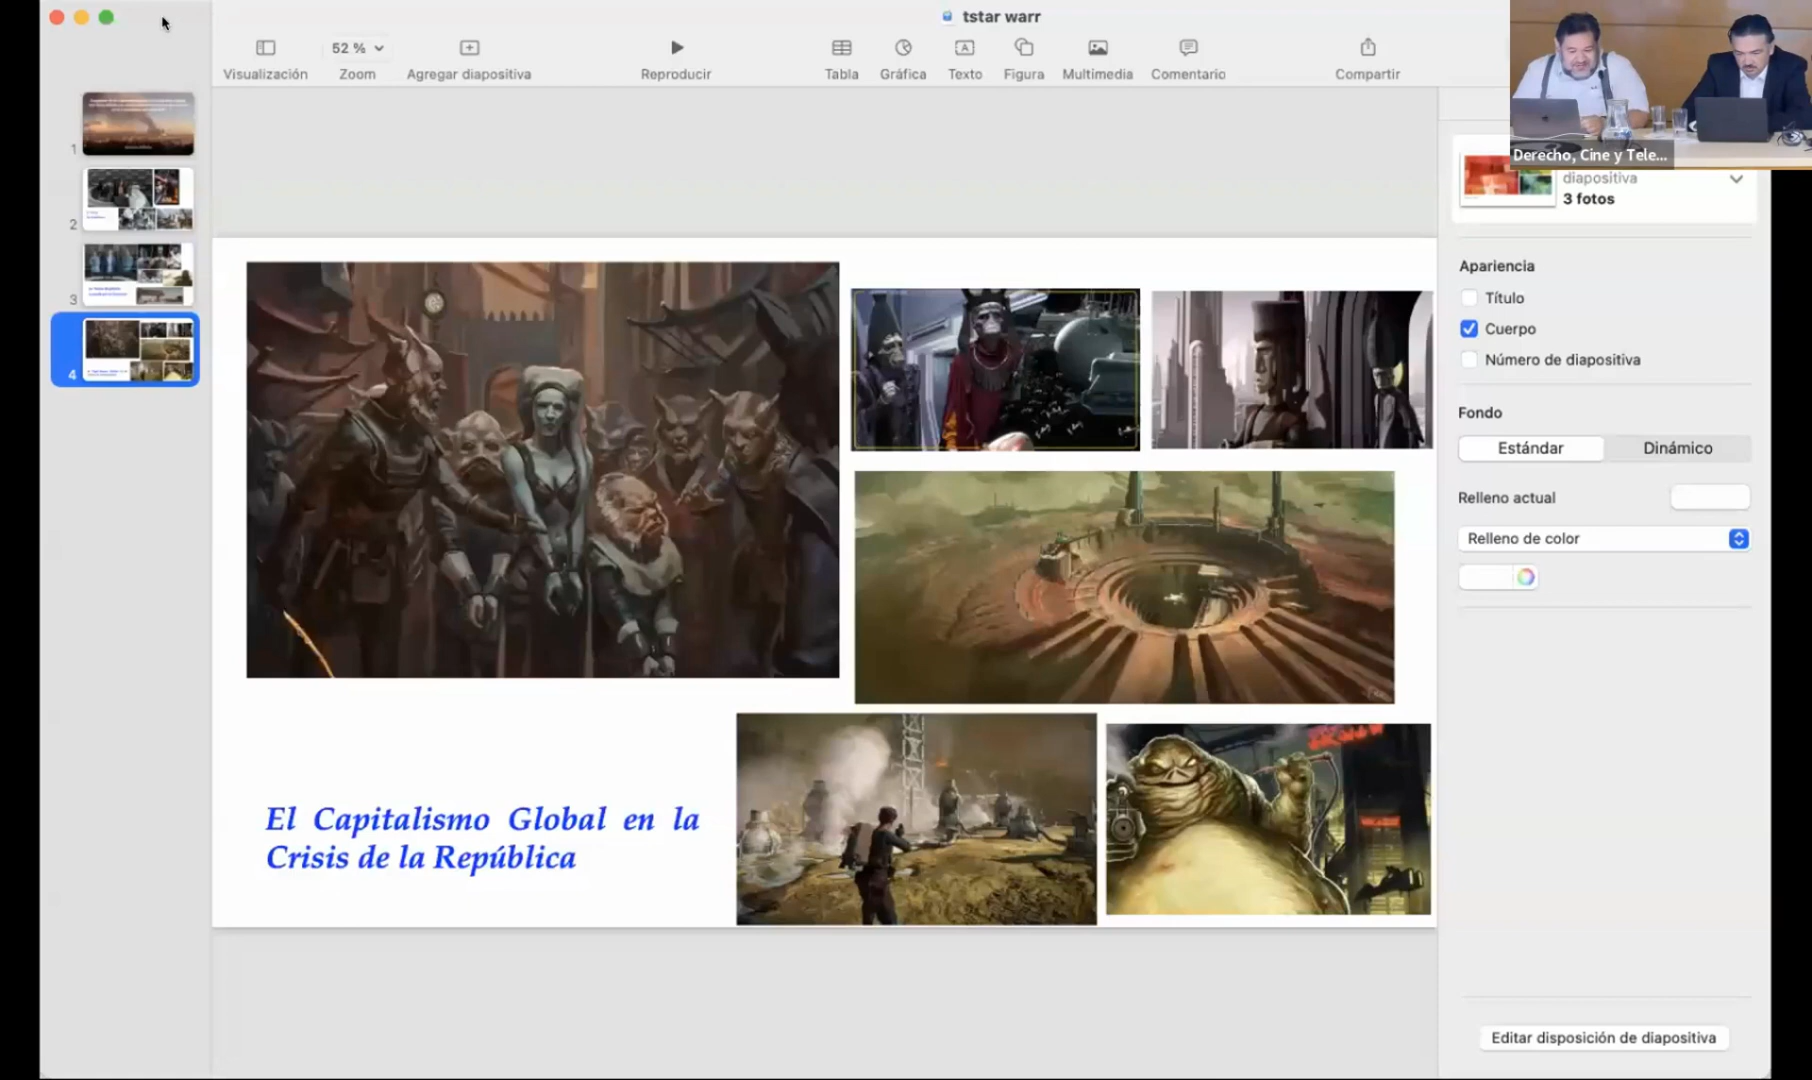 tstar warr
52 %
Visualización
Zoom
Agregar diapositiva
Reproducir
Tabla
Gráfica
Texto
Figura
Multimedia
Comentario
Compartir
Derecho, Cine y Tele...
diapositiva
3 fotos
1
2
3
4
Apariencia
Título
Cuerpo
Número de diapositiva
Fondo
Estándar
Dinámico
Relleno actual
Relleno de color
El Capitalismo Global en la
Crisis de la República
Editar disposición de diapositiva